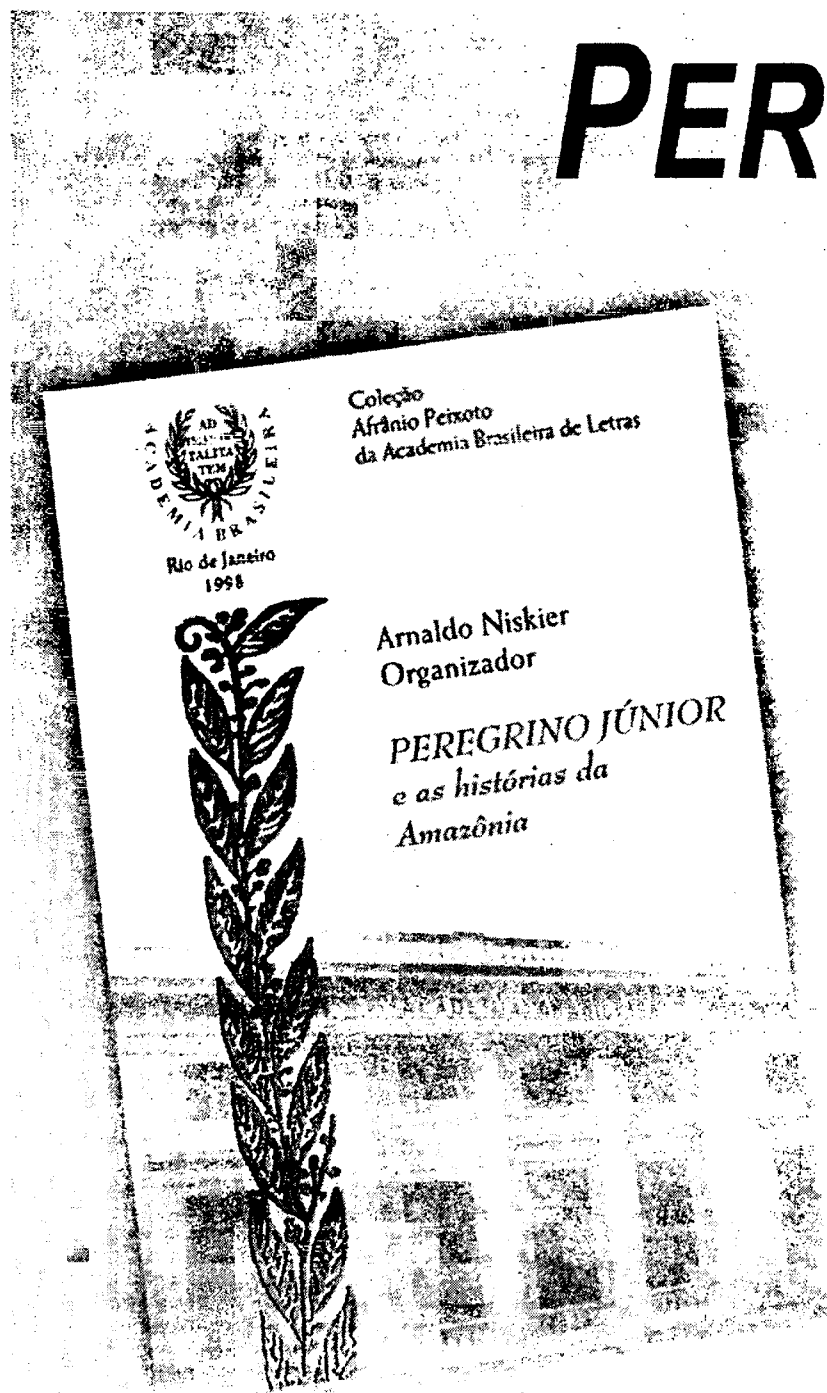 PER
Coleção
Afrânio Peixoto
da Academia Brasileira de Letras
AD
TALITA
TEM
ACADEMIA BRASILEIRA
Rio de Janeiro
1998
Arnaldo Niskier
Organizador
PEREGRINO JÚNIOR
e as histórias da
Amazônia